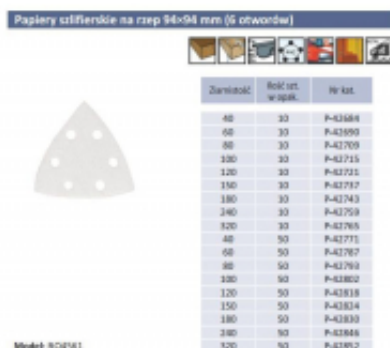 Papiery szlifierskie na rzep 94×94 mm (6 otworów)
Ziarnistość Ilość szt. w opak. Nr kat.
40 10 P-42684
60 10 P-42690
80 10 P-42709
100 10 P-42715
120 10 P-42721
150 10 P-42737
180 10 P-42743
240 10 P-42759
320 10 P-42765
40 50 P-42771
60 50 P-42787
80 50 P-42793
100 50 P-42802
120 50 P-42818
150 50 P-42824
180 50 P-42830
240 50 P-42846
320 50 P-42852
Model: BO4561